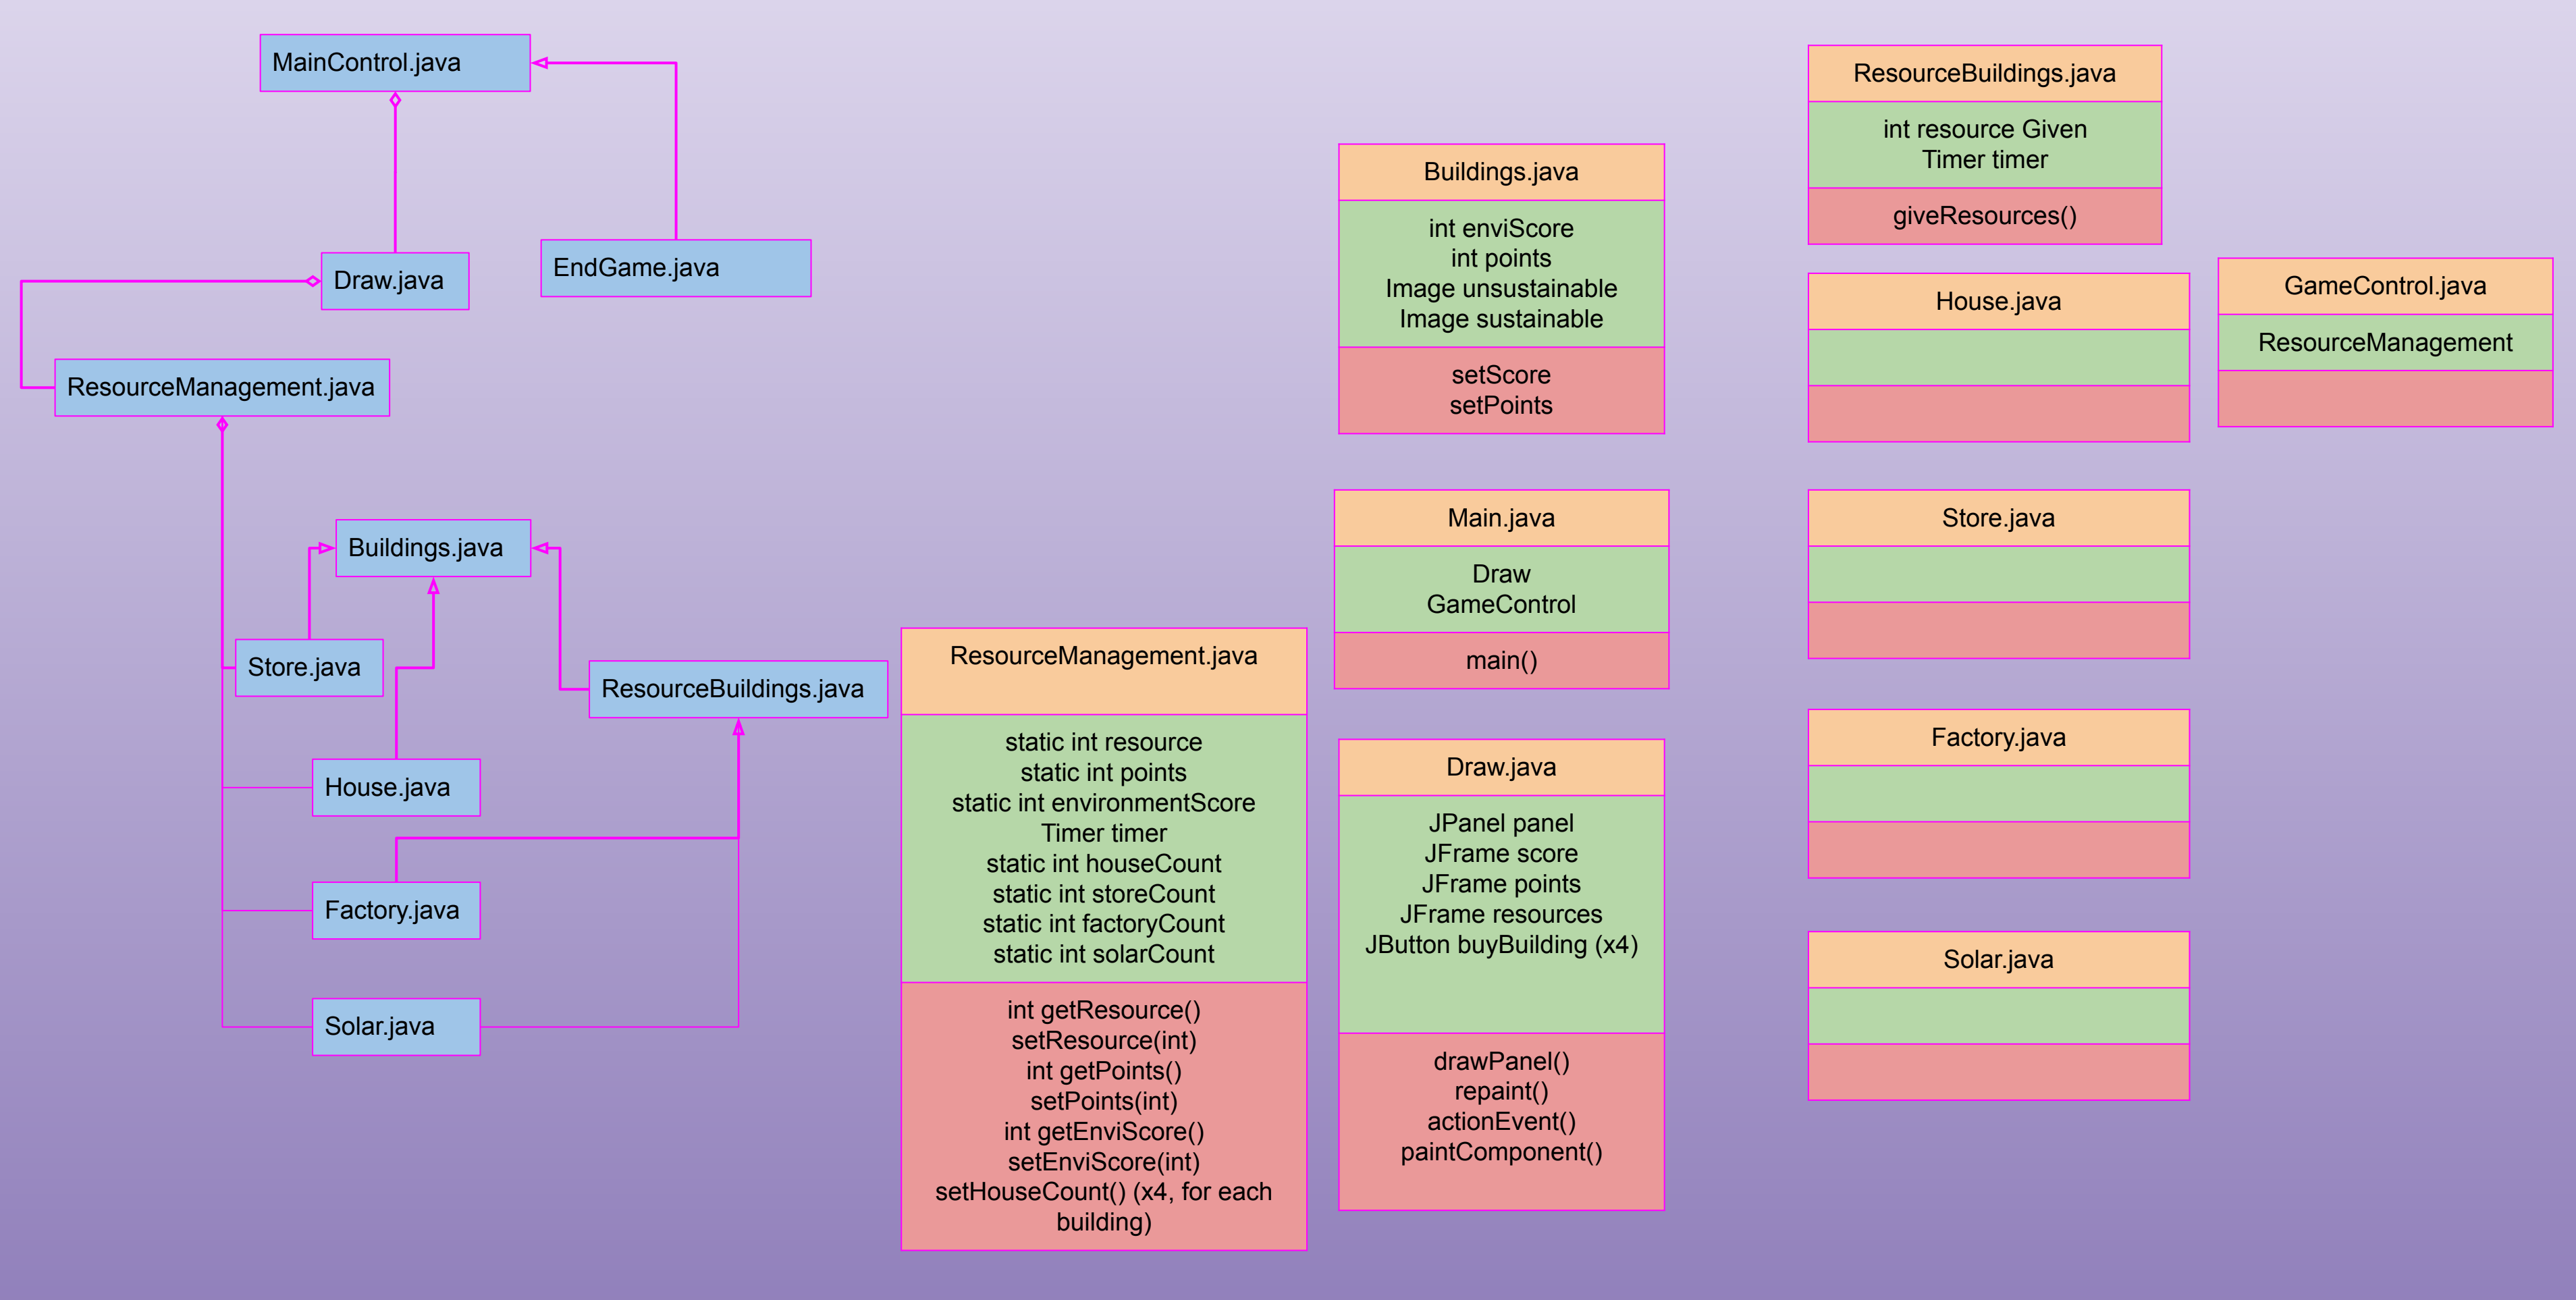 MainControl.java
EndGame.java
Draw.java
ResourceManagement.java
Buildings.java
Store.java
ResourceBuildings.java
House.java
Factory.java
Solar.java
ResourceManagement.java
static int resource
static int points
static int environmentScore
Timer timer
static int houseCount
static int storeCount
static int factoryCount
static int solarCount
int getResource()
setResource(int)
int getPoints()
setPoints(int)
int getEnviScore()
setEnviScore(int)
setHouseCount() (x4, for each
building)
Buildings.java
int enviScore
int points
Image unsustainable
Image sustainable
setScore
setPoints
Main.java
Draw
GameControl
main()
Draw.java
JPanel panel
JFrame score
JFrame points
JFrame resources
JButton buyBuilding (x4)
drawPanel()
repaint()
actionEvent()
paintComponent()
ResourceBuildings.java
int resource Given
Timer timer
giveResources()
House.java
Store.java
Factory.java
Solar.java
GameControl.java
ResourceManagement